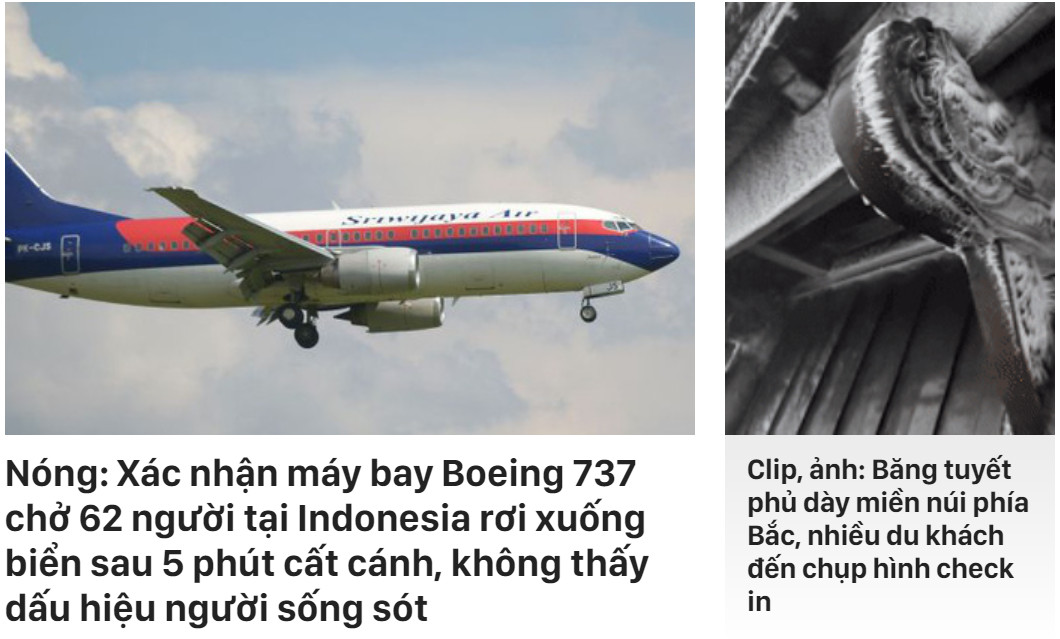 Sriwijaya Air
PK-CJS
JS
Nóng: Xác nhận máy bay Boeing 737
chở 62 người tại Indonesia rơi xuống
biển sau 5 phút cất cánh, không thấy
dấu hiệu người sống sót
Clip, ảnh: Băng tuyết
phủ dày miền núi phía
Bắc, nhiều du khách
đến chụp hình check
in